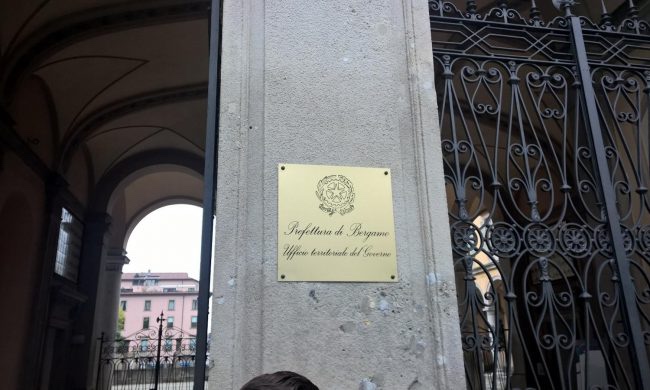 Prefettura di Bergamo
Ufficio territoriale del Governo